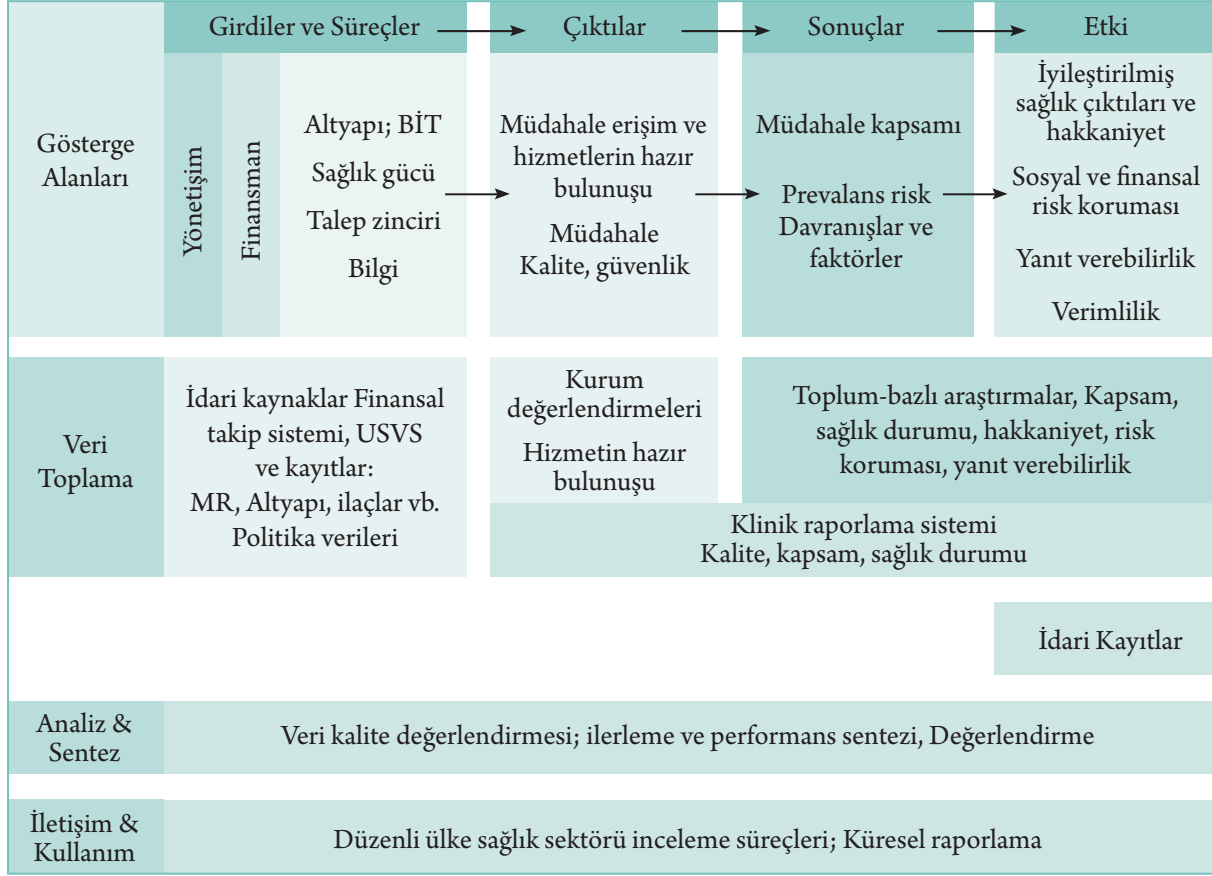 Girdiler ve Süreçler
Çıktılar
Sonuçlar
Etki
Gösterge
Alanları
Yönetişim
Finansman
Altyapı; BİT
Sağlık gücü
Talep zinciri
Bilgi
Müdahale erişim ve
hizmetlerin hazır
bulunuşu
Müdahale
Kalite, güvenlik
Müdahale kapsamı
Prevalans risk
Davranışlar ve
faktörler
İyileştirilmiş
sağlık çıktıları ve
hakkaniyet
Sosyal ve finansal
risk koruması
Yanıt verebilirlik
Verimlilik
Veri
Toplama
İdari kaynaklar Finansal
takip sistemi, USVS
ve kayıtlar:
MR, Altyapı, ilaçlar vb.
Politika verileri
Kurum
değerlendirmeleri
Hizmetin hazır
bulunuşu
Toplum-bazlı araştırmalar, Kapsam,
sağlık durumu, hakkaniyet, risk
koruması, yanıt verebilirlik
Klinik raporlama sistemi
Kalite, kapsam, sağlık durumu
İdari Kayıtlar
Analiz &
Sentez
Veri kalite değerlendirmesi; ilerleme ve performans sentezi, Değerlendirme
İletişim &
Kullanım
Düzenli ülke sağlık sektörü inceleme süreçleri; Küresel raporlama